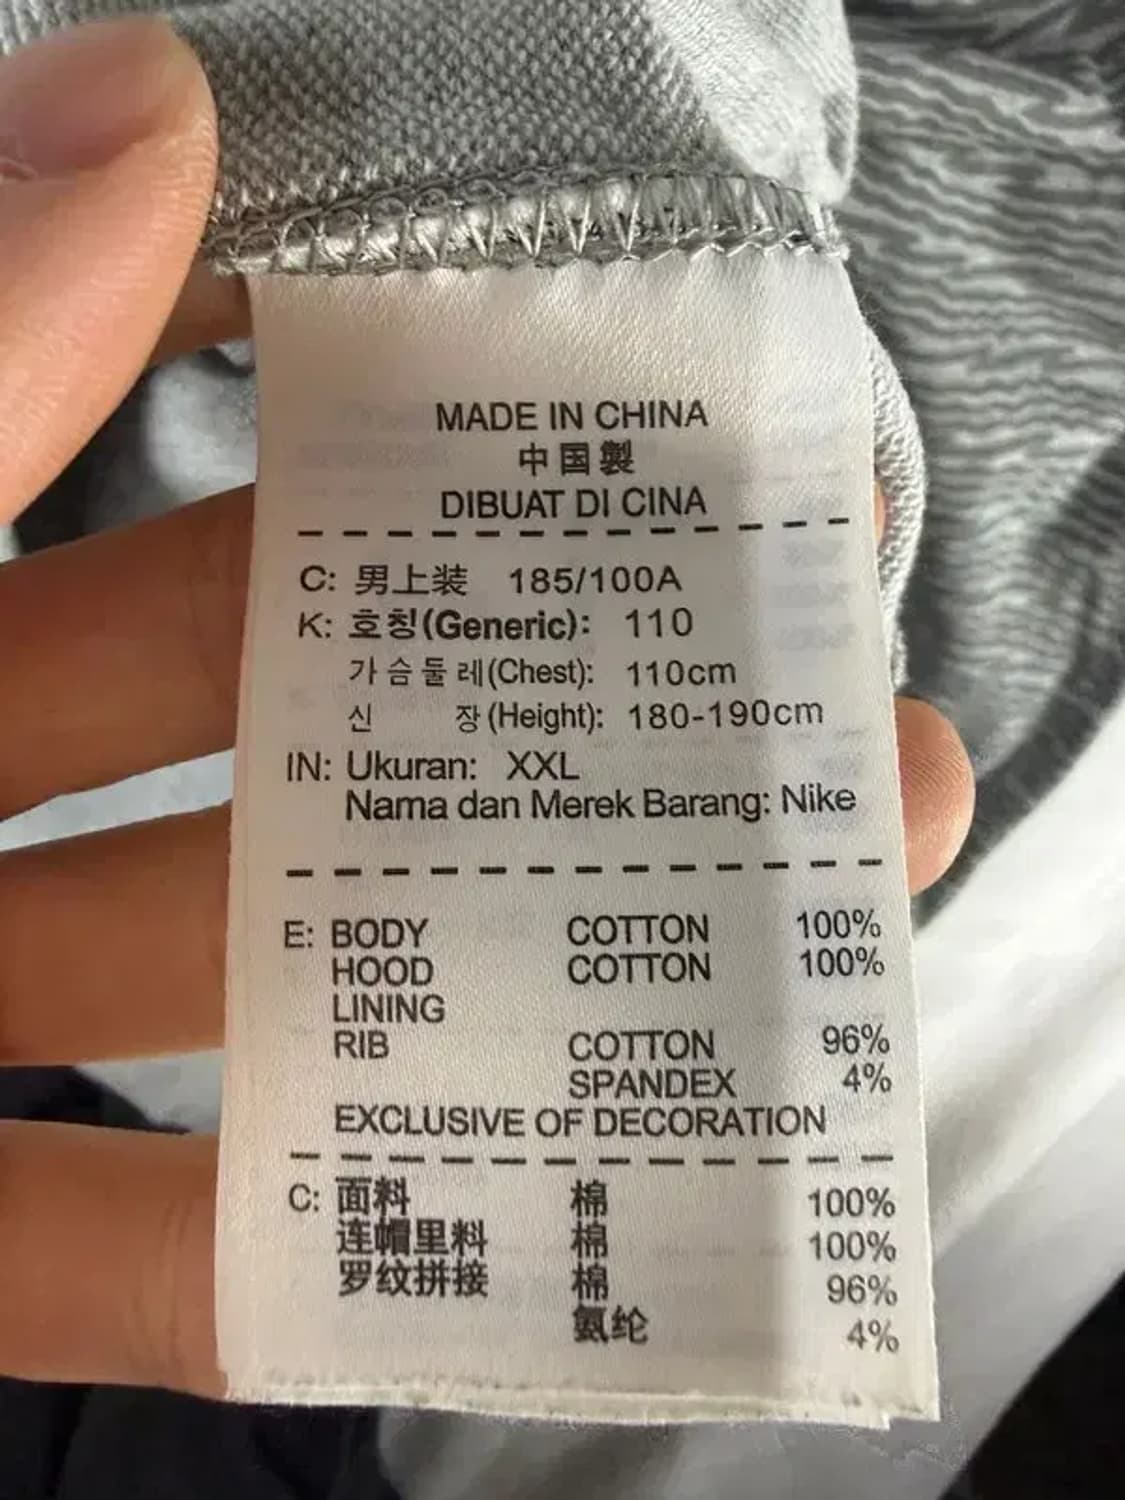 MADE IN CHINA
中国製
DIBUAT DI CINA
C: 男上装 185/100A
K: 호칭(Generic): 110
가슴둘레(Chest): 110cm
신 장(Height): 180-190cm
IN: Ukuran: XXL
Nama dan Merek Barang: Nike
E: BODY COTTON 100%
HOOD COTTON 100%
LINING
RIB COTTON 96%
SPANDEX 4%
EXCLUSIVE OF DECORATION
C: 面料 棉 100%
连帽里料 棉 100%
罗纹拼接 棉 96%
氨纶 4%